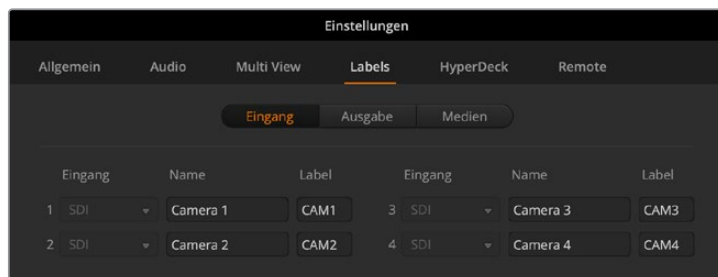 Einstellungen
Allgemein Audio Multi View Labels HyperDeck Remote
Eingang Ausgabe Medien
Eingang Name Label Eingang Name Label
1 SDI Camera 1 CAM1 3 SDI Camera 3 CAM3
2 SDI Camera 2 CAM2 4 SDI Camera 4 CAM4